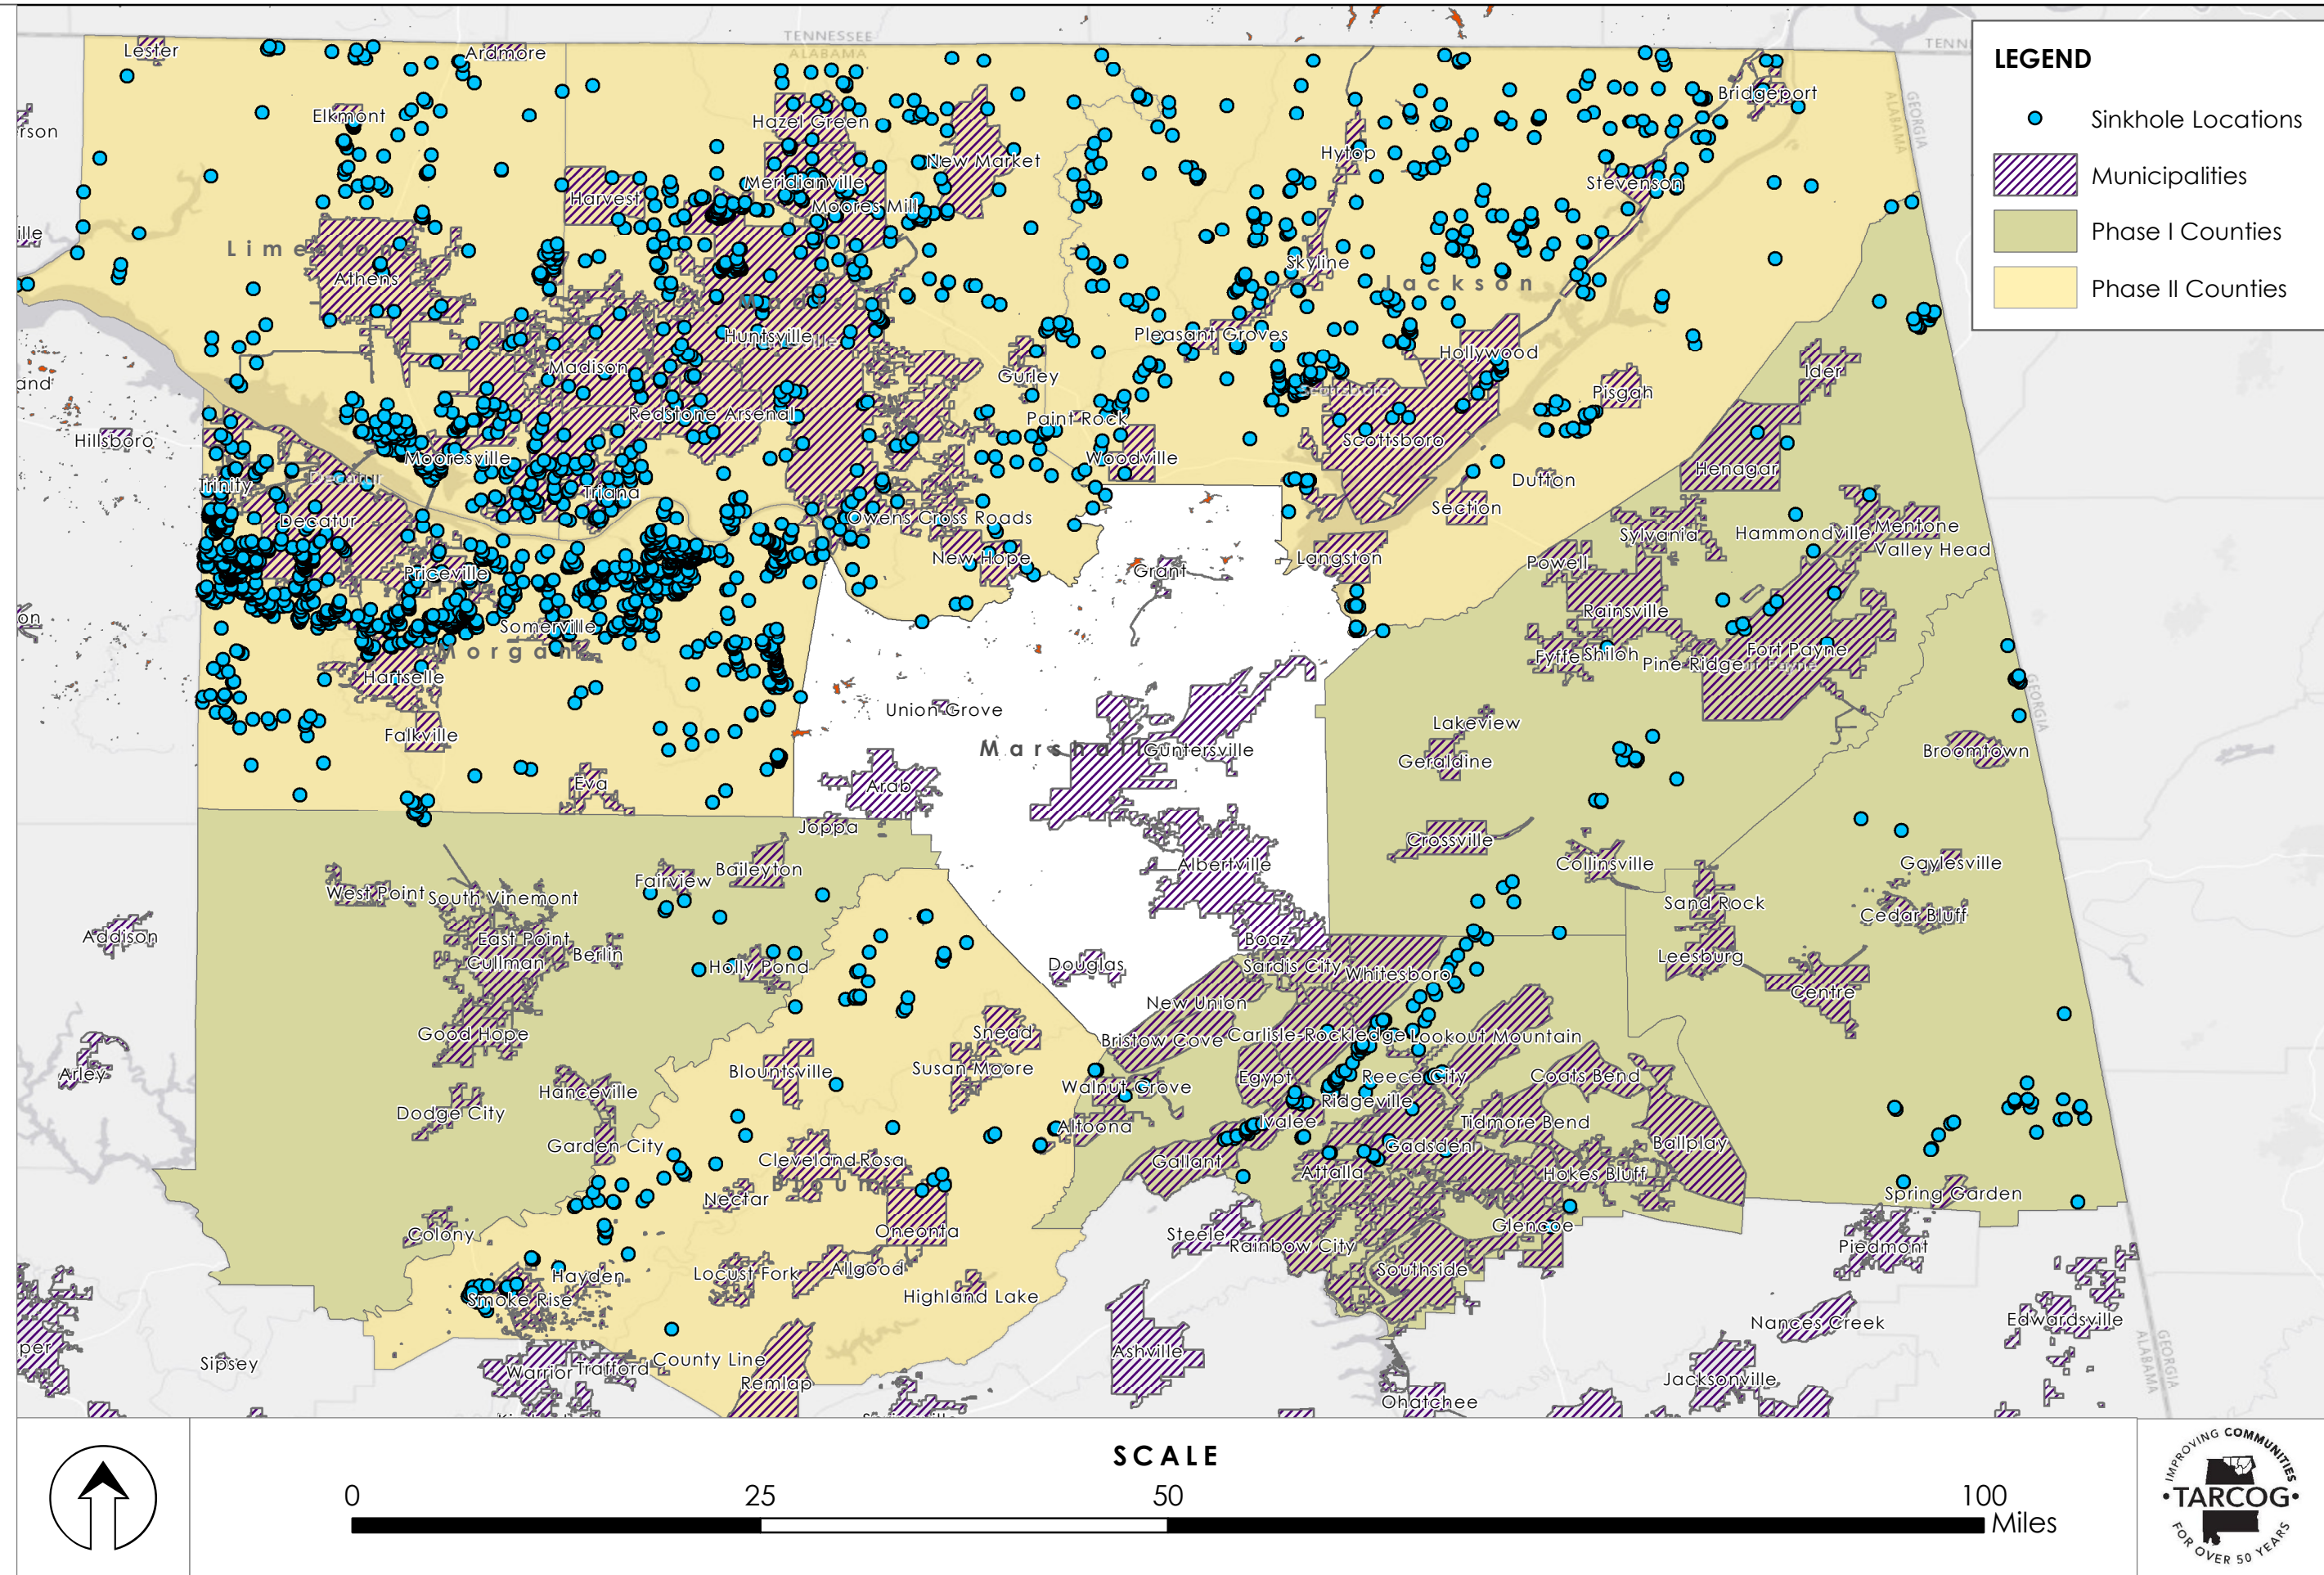 TENNESSEE
ALABAMA
TENNE
LEGEND
Sinkhole Locations
Municipalities
Phase I Counties
Phase II Counties
ALABAMA
GEORGIA
Lester
Ardmore
Elkmont
Hazel Green
New Market
Bridgeport
Hytop
Stevenson
Meridianville
Harvest
Moores Mill
Limestone
Athens
Skyline
Jackson
Madison
Huntsville
Pleasant Groves
Hollywood
Madison
Gurley
Ider
Pisgah
Redstone Arsenal
Scottsboro
Paint Rock
Hillsboro
Scottsboro
Mooresville
Woodville
Henagar
Trinity
Decatur
Triana
Dutton
Section
Decatur
Owens Cross Roads
Sylvania
Hammondville
Mentone
Valley Head
New Hope
Langston
Powell
Priceville
Grant
Rainsville
Somerville
Morgan
Fyffe
Shiloh
Pine Ridge
Fort Payne
Hartselle
GEORGIA
Union Grove
Lakeview
Falkville
Marshall
Guntersville
Geraldine
Broomtown
Eva
Arab
Joppa
Crossville
Albertville
Collinsville
Gaylesville
Baileyton
Fairview
West Point
South Vinemont
Sand Rock
Cedar Bluff
Addison
East Point
Boaz
Berlin
Cullman
Holly Pond
Douglas
Sardis City
Whitesboro
Leesburg
Centre
New Union
Good Hope
Snead
Bristow Cove
Carlisle-Rockledge
Lookout Mountain
Arley
Blountsville
Susan Moore
Egypt
Reece City
Coats Bend
Hanceville
Walnut Grove
Ridgeville
Dodge City
Altoona
Ivalee
Tidmore Bend
Garden City
Gadsden
Ballplay
Cleveland
Rosa
Gallant
Attalla
Hokes Bluff
Blount
Nectar
Spring Garden
Colony
Oneonta
Steele
Rainbow City
Glencoe
Piedmont
Hayden
Locust Fork
Allgood
Southside
Smoke Rise
Highland Lake
Nances Creek
Edwardsville
per
Sipsey
Warrior
Trafford
County Line
Ashville
Remlap
Jacksonville
Ohatchee
ALABAMA
GEORGIA
SCALE
0
25
50
100
Miles
IMPROVING COMMUNITIES
•TARCOG•
FOR OVER 50 YEARS